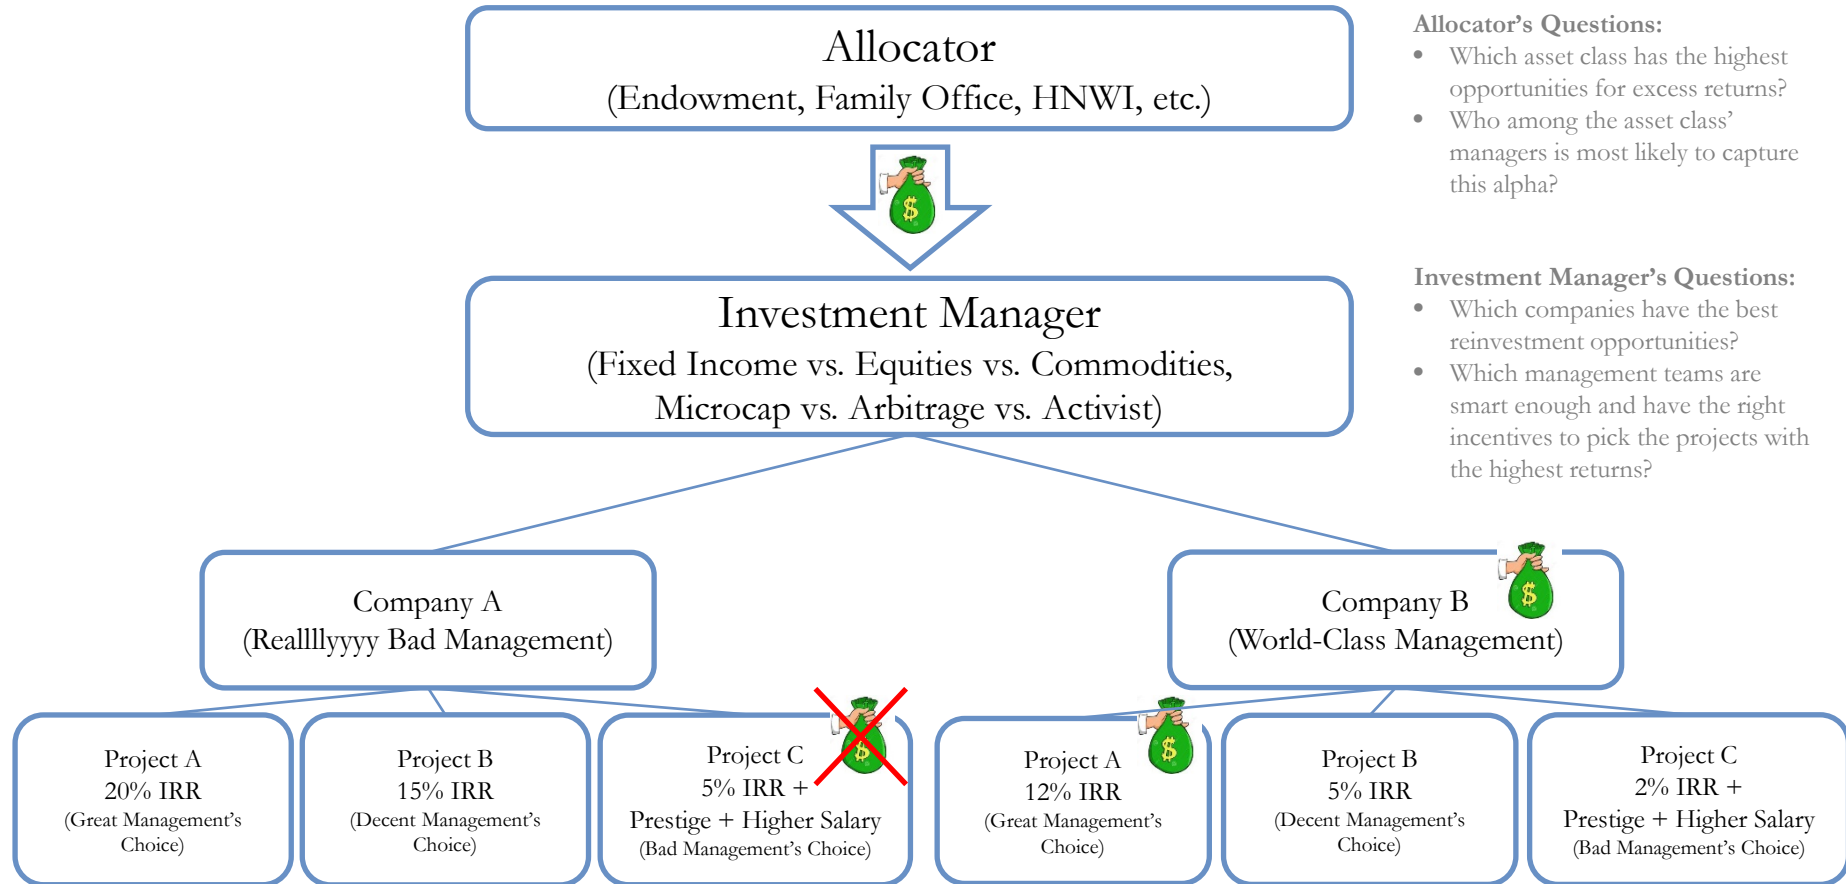 Allocator
(Endowment, Family Office, HNWI, etc.)
Allocator’s Questions:
• Which asset class has the highest
opportunities for excess returns?
• Who among the asset class’
managers is most likely to capture
this alpha?
$
Investment Manager
(Fixed Income vs. Equities vs. Commodities,
Microcap vs. Arbitrage vs. Activist)
Investment Manager’s Questions:
• Which companies have the best
reinvestment opportunities?
• Which management teams are
smart enough and have the right
incentives to pick the projects with
the highest returns?
Company A
(Reallllyyyy Bad Management)
Company B
(World-Class Management)
$
Project A
20% IRR
(Great Management’s
Choice)
Project B
15% IRR
(Decent Management’s
Choice)
Project C
5% IRR +
Prestige + Higher Salary
(Bad Management’s Choice)
$
Project A
12% IRR
(Great Management’s
Choice)
$
Project B
5% IRR
(Decent Management’s
Choice)
Project C
2% IRR +
Prestige + Higher Salary
(Bad Management’s Choice)